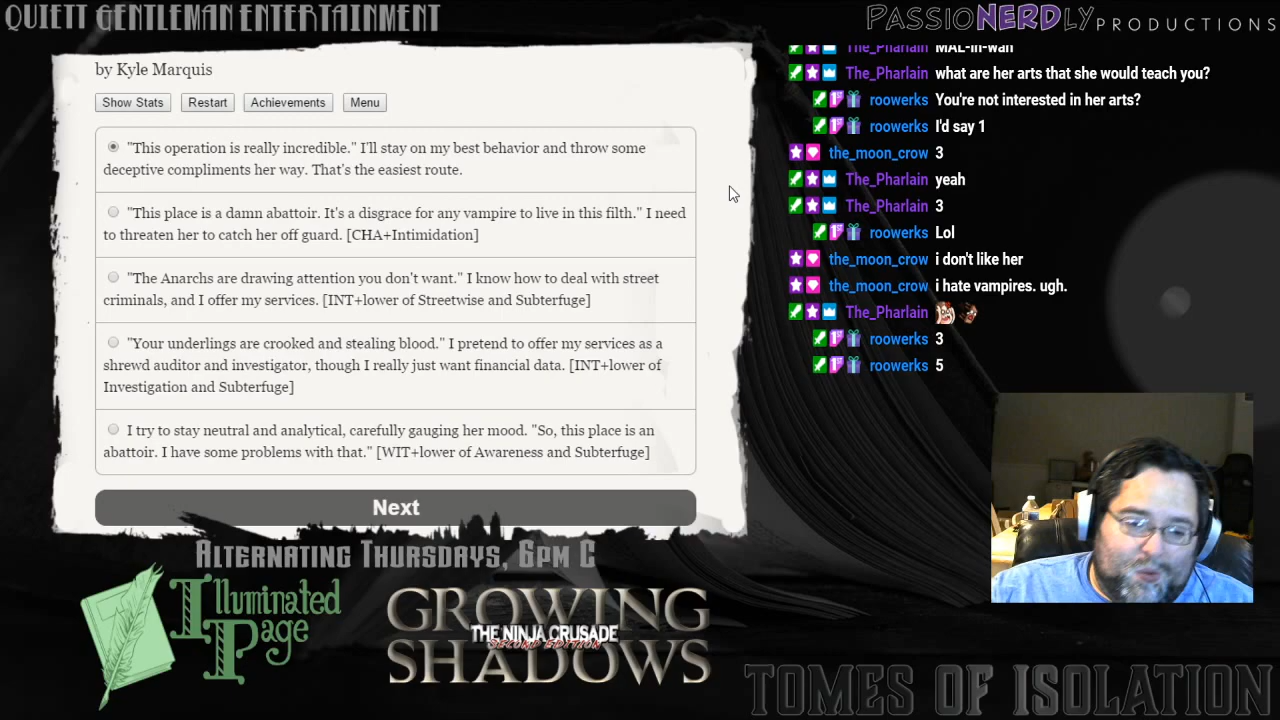 QUIETT GENTLEMAN ENTERTAINMENT
PASSIONERDLY PRODUCTIONS
by Kyle Marquis
Show Stats
Restart
Achievements
Menu
"This operation is really incredible." I'll stay on my best behavior and throw some
deceptive compliments her way. That's the easiest route.
"This place is a damn abattoir. It's a disgrace for any vampire to live in this filth." I need
to threaten her to catch her off guard. [CHA+Intimidation]
"The Anarchs are drawing attention you don't want." I know how to deal with street
criminals, and I offer my services. [INT+lower of Streetwise and Subterfuge]
"Your underlings are crooked and stealing blood." I pretend to offer my services as a
shrewd auditor and investigator, though I really just want financial data. [INT+lower of
Investigation and Subterfuge]
I try to stay neutral and analytical, carefully gauging her mood. "So, this place is an
abattoir. I have some problems with that." [WIT+lower of Awareness and Subterfuge]
Next
The_Pharlain MAL-in-wan
The_Pharlain what are her arts that she would teach you?
roowerks You're not interested in her arts?
roowerks I'd say 1
the_moon_crow 3
The_Pharlain yeah
The_Pharlain 3
roowerks Lol
the_moon_crow i don't like her
the_moon_crow i hate vampires. ugh.
The_Pharlain
roowerks 3
roowerks 5
ALTERNATING THURSDAYS, 6PM C
ILLUMINATED
PAGE
GROWING
THE NINJA CRUSADE
SECOND EDITION
SHADOWS
TOMES OF ISOLATION